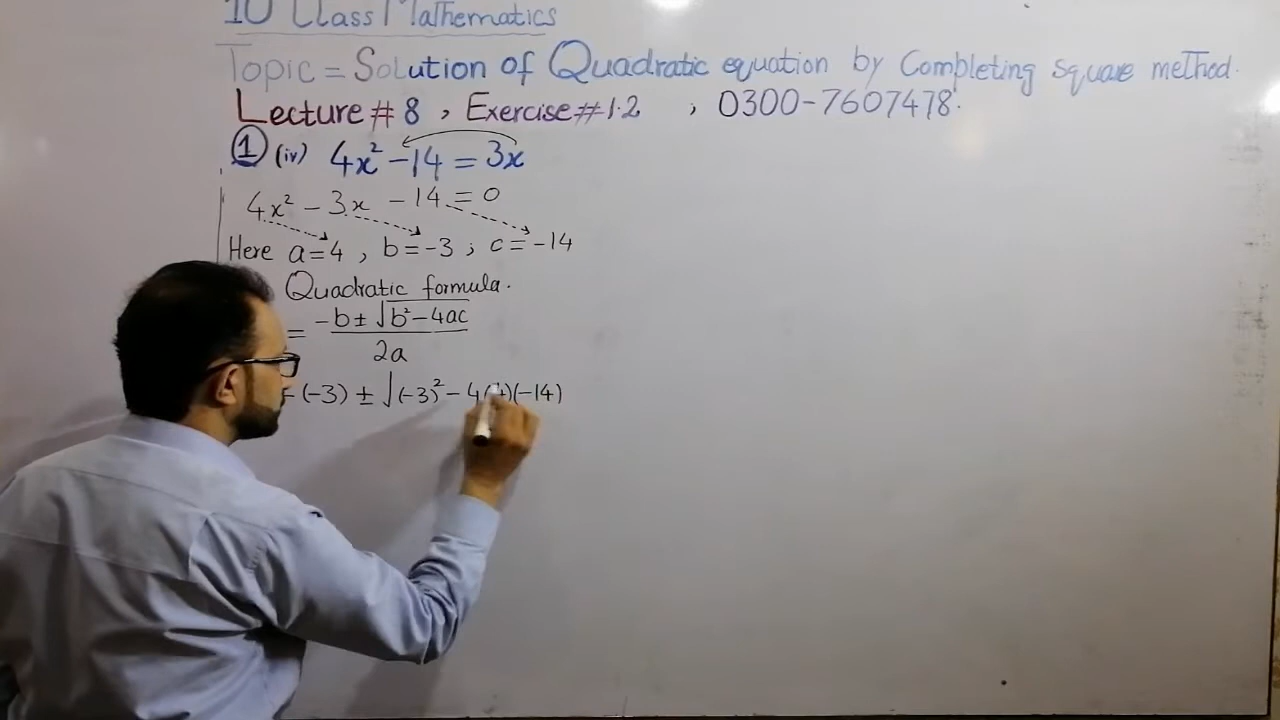 10 Class Mathematics
Topic = Solution of Quadratic equation by Completing square method.
Lecture # 8 , Exercise # 1.2 , 0300-7607478.
1 (iv) 4x² - 14 = 3x
4x² - 3x - 14 = 0
Here a=4 , b=-3 ; c=-14
Quadratic formula.
= -b ± √b² - 4ac
2a
-(-3) ± √(-3)² - 4(4)(-14)